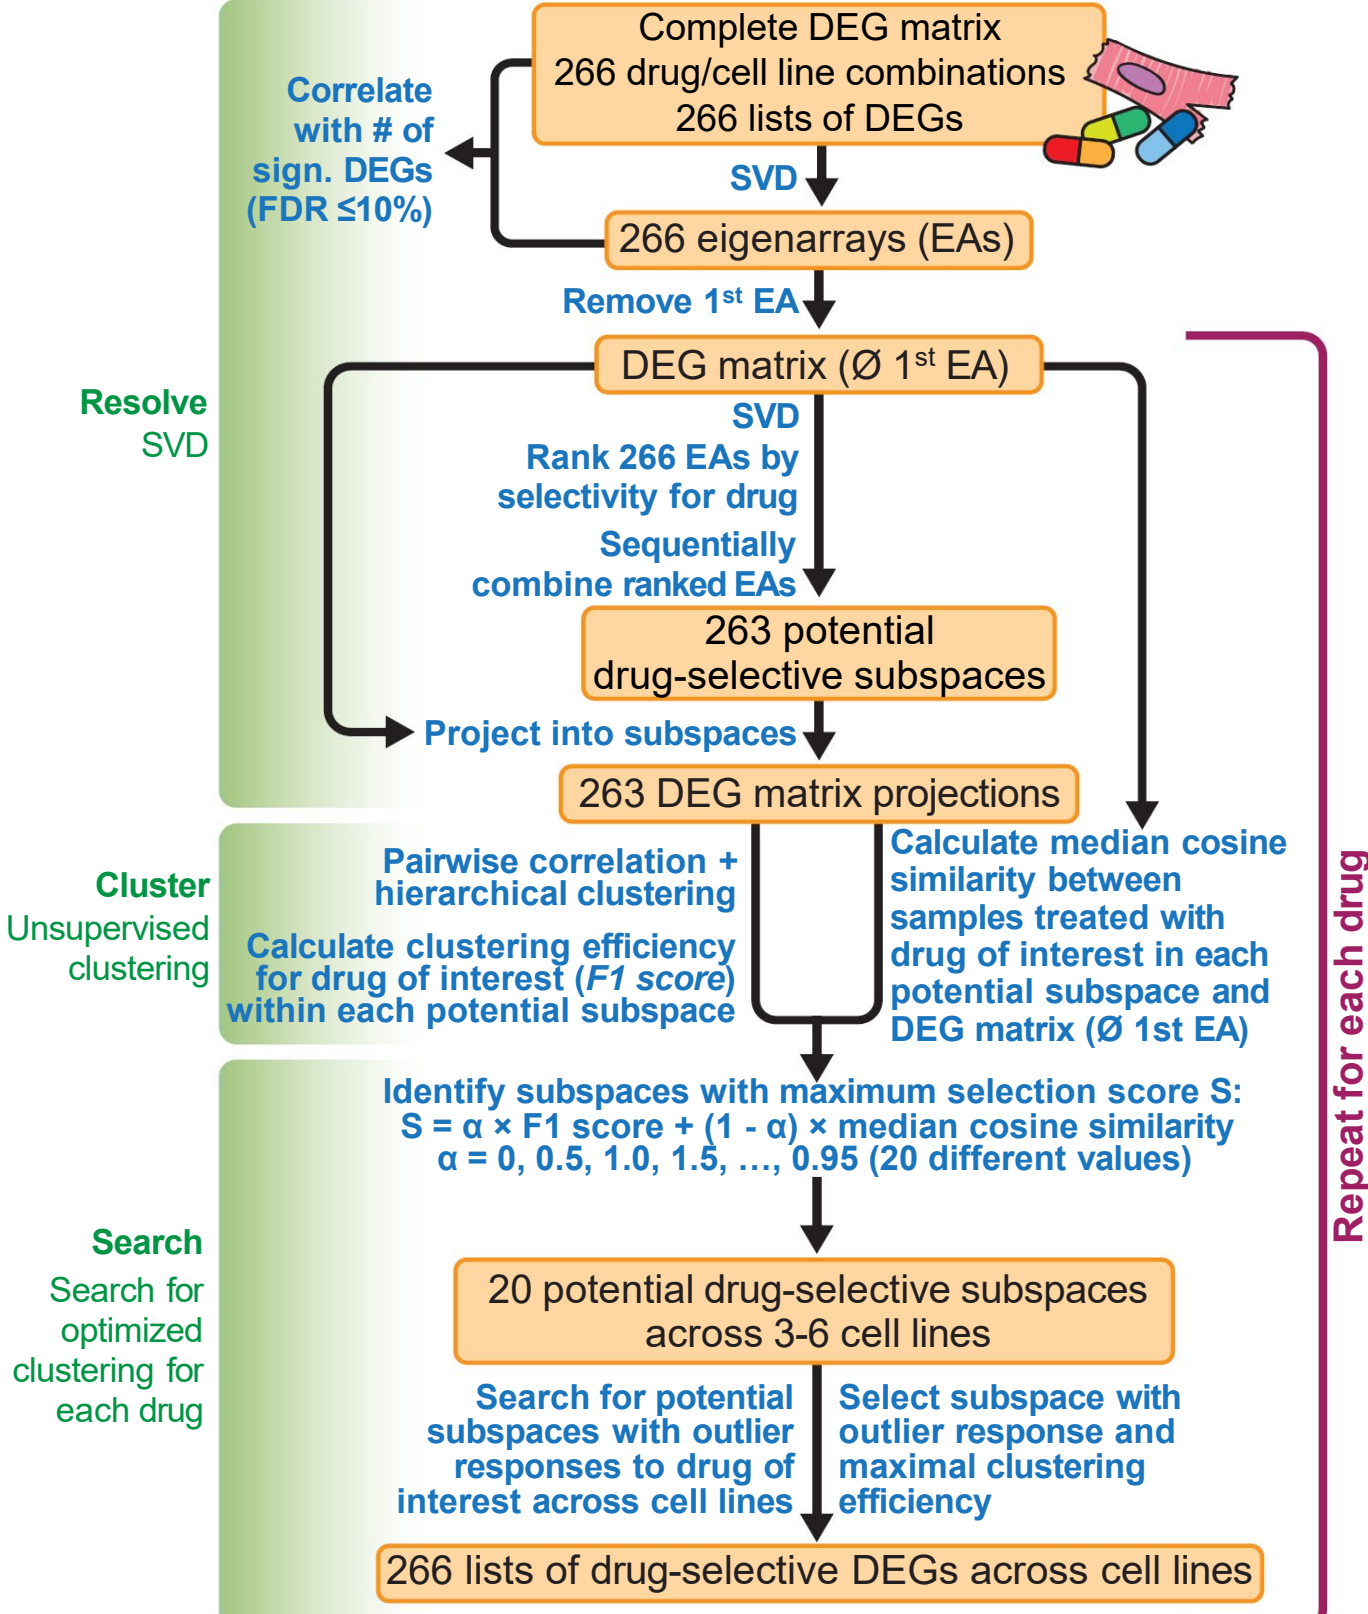 Complete DEG matrix
266 drug/cell line combinations
266 lists of DEGs
Correlate
with # of
sign. DEGs
(FDR ≤10%)
SVD
266 eigenarrays (EAs)
Remove 1st EA
DEG matrix (Ø 1st EA)
Resolve
SVD
SVD
Rank 266 EAs by
selectivity for drug
Sequentially
combine ranked EAs
263 potential
drug-selective subspaces
Project into subspaces
263 DEG matrix projections
Cluster
Unsupervised
clustering
Pairwise correlation +
hierarchical clustering
Calculate clustering efficiency
for drug of interest (F1 score)
within each potential subspace
Calculate median cosine
similarity between
samples treated with
drug of interest in each
potential subspace and
DEG matrix (Ø 1st EA)
Repeat for each drug
Identify subspaces with maximum selection score S:
S = α × F1 score + (1 - α) × median cosine similarity
α = 0, 0.5, 1.0, 1.5, …, 0.95 (20 different values)
Search
Search for
optimized
clustering for
each drug
20 potential drug-selective subspaces
across 3-6 cell lines
Search for potential
subspaces with outlier
responses to drug of
interest across cell lines
Select subspace with
outlier response and
maximal clustering
efficiency
266 lists of drug-selective DEGs across cell lines